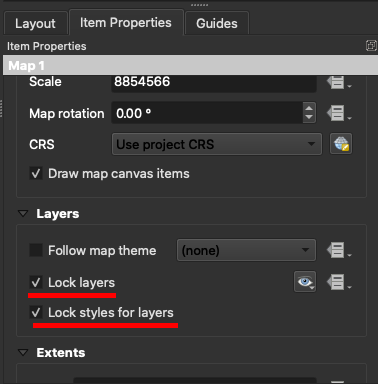 Layout Item Properties Guides
Item Properties
Map 1
Scale 8854566
Map rotation 0.00 °
CRS Use project CRS
Draw map canvas items
Layers
Follow map theme (none)
Lock layers
Lock styles for layers
Extents